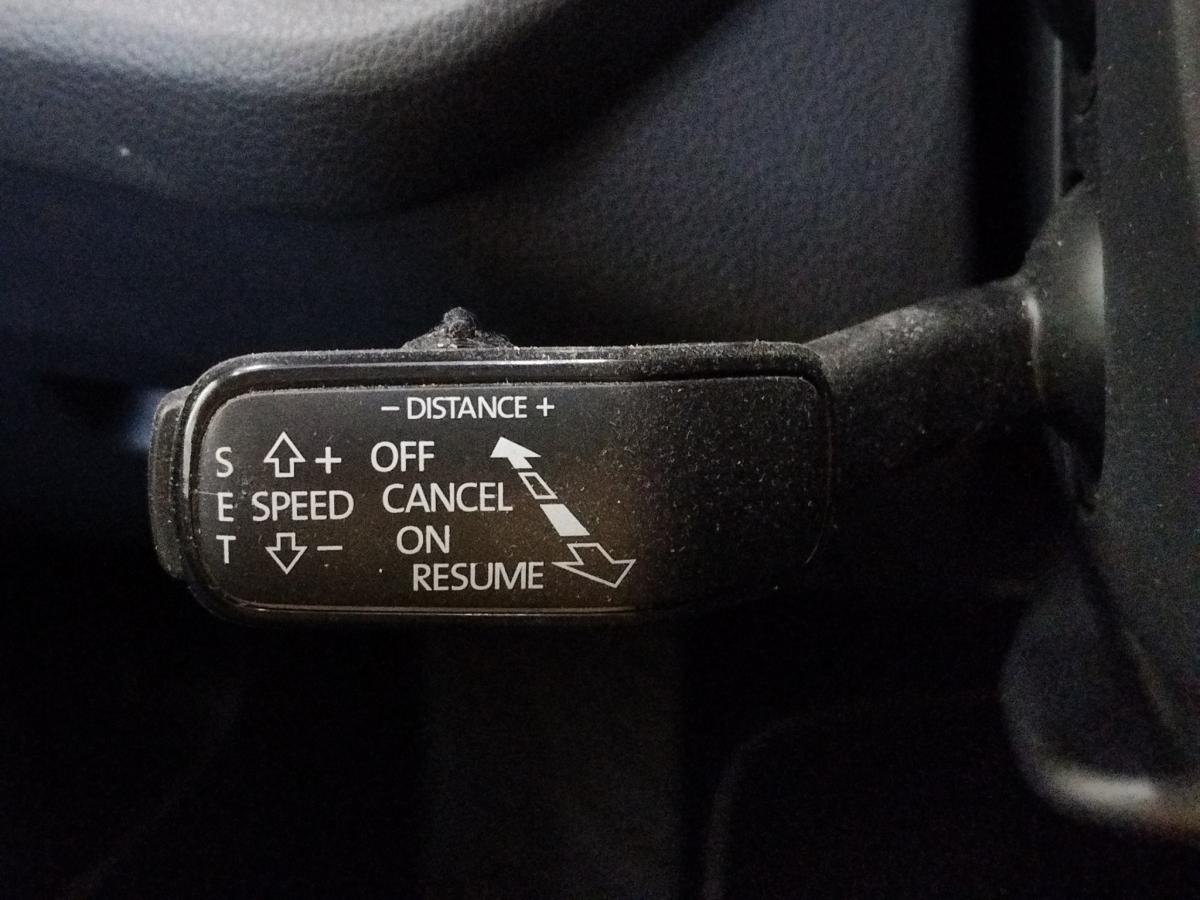 − DISTANCE +
S + OFF
E SPEED CANCEL
T − ON
RESUME